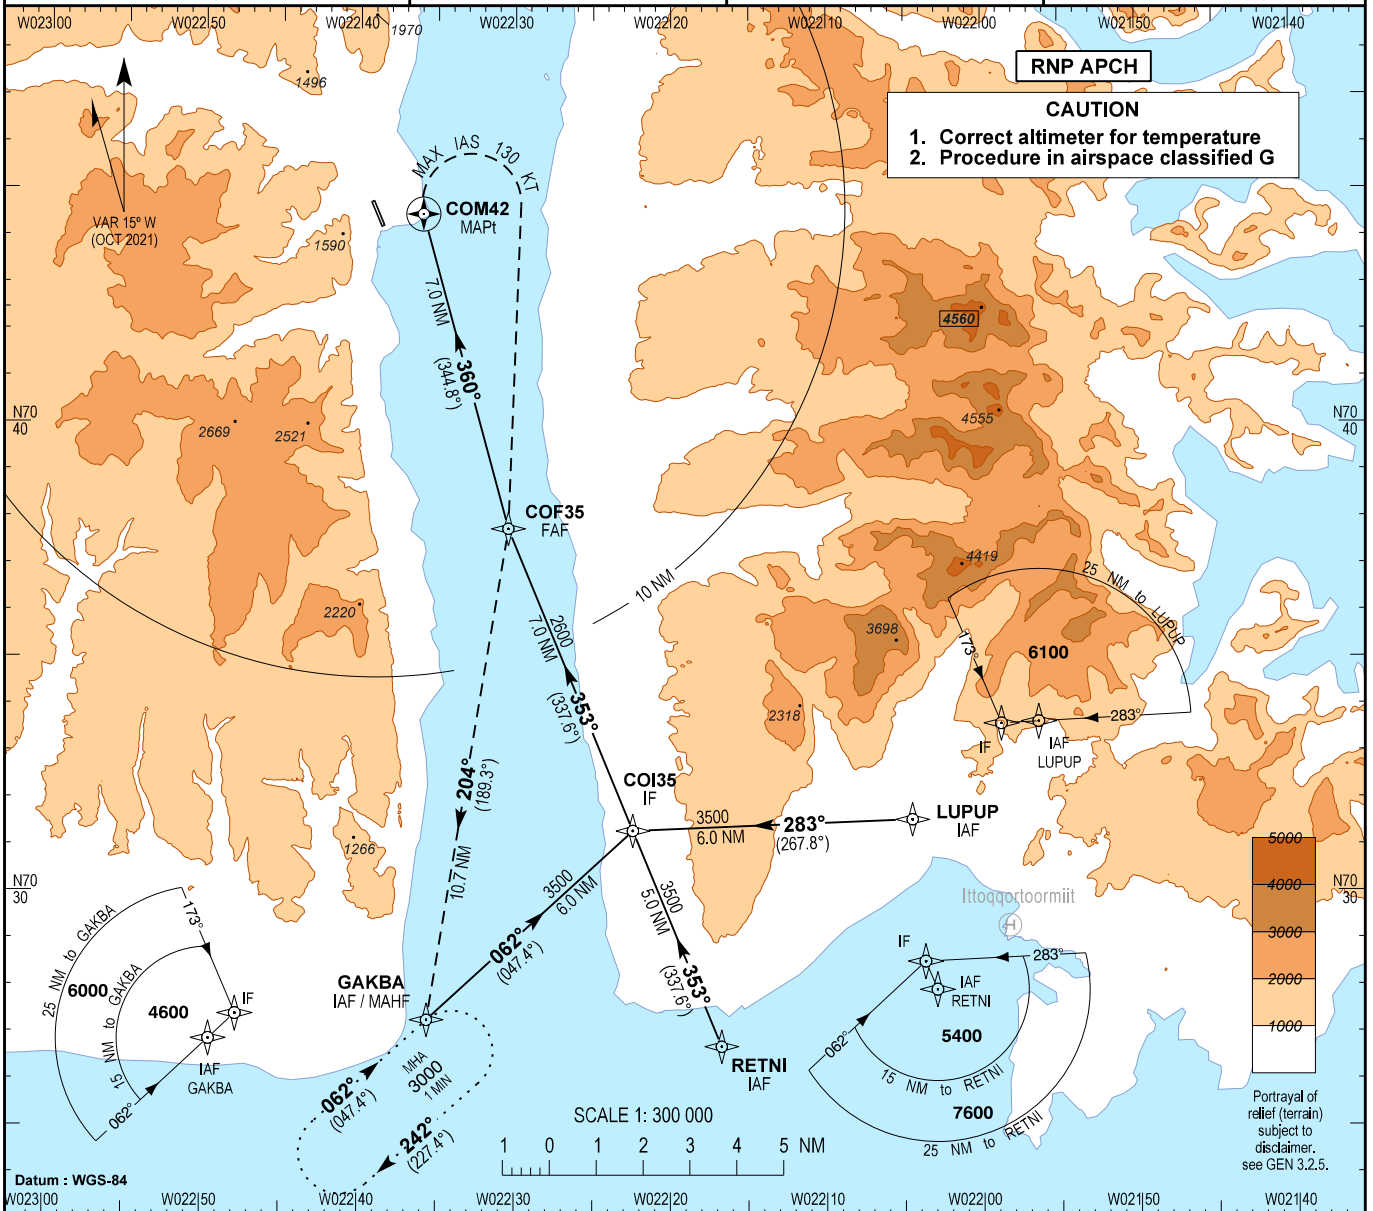 W023|00 W022|50 W022|40 W022|30 W022|20 W022|10 W022|00 W021|50 W021|40
1970
RNP APCH
1496
CAUTION
1. Correct altimeter for temperature
2. Procedure in airspace classified G
MAX IAS 130 KT
COM42
MAPt
VAR 15° W
(OCT 2021)
1590
7.0 NM
4560
360°
(344.8°)
N70
40
2669
2521
4555
N70
40
COF35
FAF
4419
10 NM
25 NM to LUPUP
2220
2600
7.0 NM
3698
173°
6100
353°
(337.6°)
2318
283°
IF
IAF
LUPUP
204°
(189.3°)
COI35
IF
3500
6.0 NM
283°
(267.8°)
LUPUP
IAF
1266
10.7 NM
5000
4000
3000
2000
1000
N70
30
3500
6.0 NM
3500
5.0 NM
Ittoqqortoormiit
H
N70
30
173°
25 NM to GAKBA
15 NM to GAKBA
6000
4600
IF
IAF
GAKBA
062°
062°
(047.4°)
GAKBA
IAF / MAHF
353°
(337.6°)
IF
283°
IAF
RETNI
5400
062°
15 NM to RETNI
7600
25 NM to RETNI
MHA
3000
1 MIN
062°
(047.4°)
242°
(227.4°)
RETNI
IAF
SCALE 1: 300 000
1 0 1 2 3 4 5 NM
Portrayal of
relief (terrain)
subject to
disclaimer.
see GEN 3.2.5.
Datum : WGS-84
W023|00 W022|50 W022|40 W022|30 W022|20 W022|10 W022|00 W021|50 W021|40